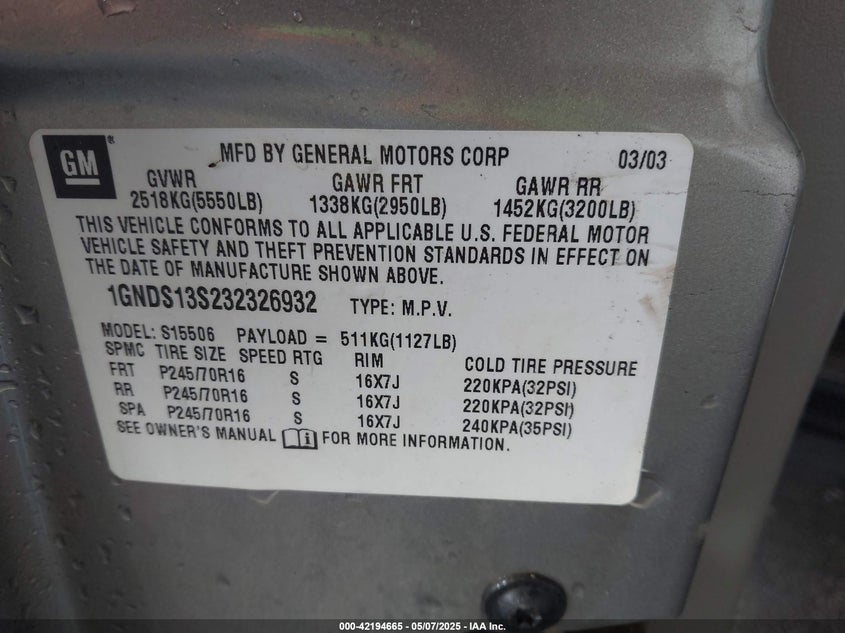 GM®
MFD BY GENERAL MOTORS CORP 03/03
GVWR GAWR FRT GAWR RR
2518KG(5550LB) 1338KG(2950LB) 1452KG(3200LB)
THIS VEHICLE CONFORMS TO ALL APPLICABLE U.S. FEDERAL MOTOR
VEHICLE SAFETY AND THEFT PREVENTION STANDARDS IN EFFECT ON
THE DATE OF MANUFACTURE SHOWN ABOVE.
1GNDS13S232326932 TYPE: M.P.V.
MODEL: S15506 PAYLOAD = 511KG(1127LB)
SPMC TIRE SIZE SPEED RTG RIM COLD TIRE PRESSURE
FRT P245/70R16 S 16X7J 220KPA(32PSI)
RR P245/70R16 S 16X7J 220KPA(32PSI)
SPA P245/70R16 S 16X7J 240KPA(35PSI)
SEE OWNER'S MANUAL i FOR MORE INFORMATION.
000-42194665 - 05/07/2025 - IAA Inc.